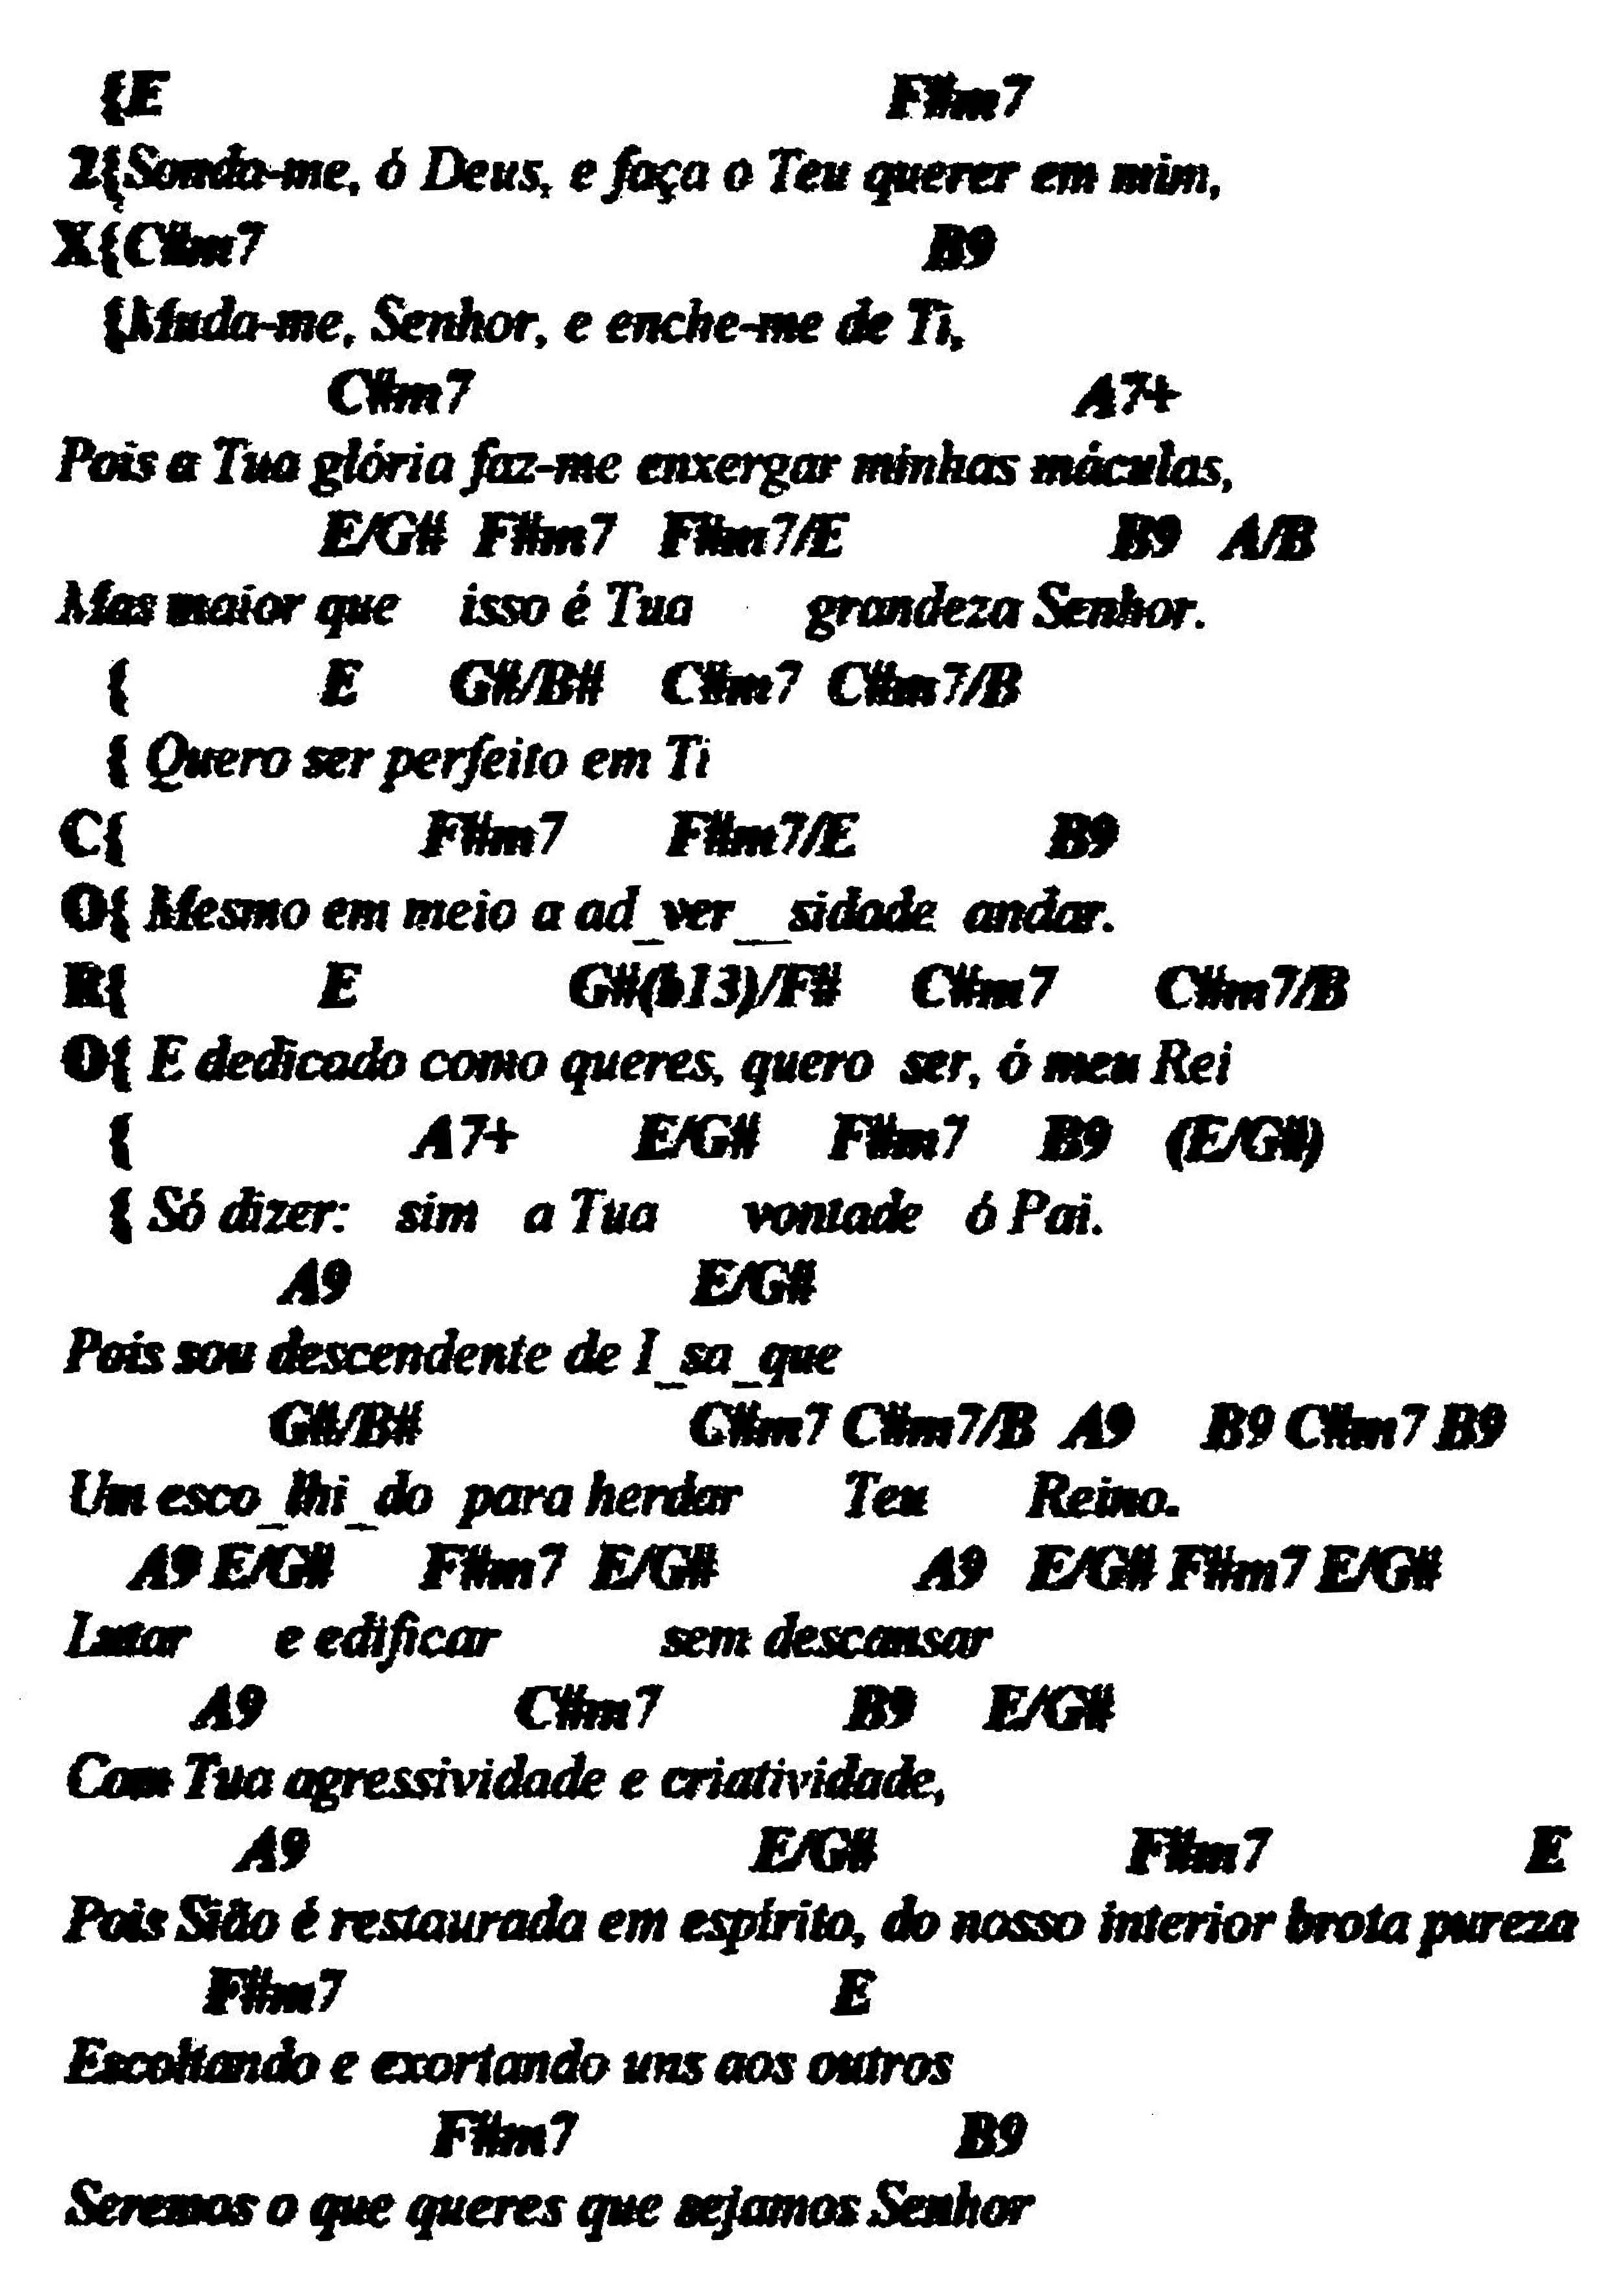 {E F#m7
2{Sonda-me, ó Deus, e faça o Teu querer em mim,
X{C#m7 B9
{Muda-me, Senhor, e enche-me de Ti,
C#m7 A7+
Pois a Tua glória faz-me enxergar minhas máculas,
E/G# F#m7 F#m7/E B9 A/B
Mas maior que isso é Tua grandeza Senhor.
{ E G#/B# C#m7 C#m7/B
{ Quero ser perfeito em Ti
C{ F#m7 F#m7/E B9
O{ Mesmo em meio a ad_ver__sidade andar.
R{ E G#(b13)/F# C#m7 C#m7/B
O{ E dedicado como queres, quero ser, ó meu Rei
{ A7+ E/G# F#m7 B9 (E/G#)
{ Só dizer: sim a Tua vontade ó Pai.
A9 E/G#
Pois sou descendente de I_sa_que
G#/B# C#m7 C#m7/B A9 B9 C#m7 B9
Um esco_lhi_do para herdar Teu Reino.
A9 E/G# F#m7 E/G# A9 E/G# F#m7 E/G#
Lutar e edificar sem descansar
A9 C#m7 B9 E/G#
Com Tua agressividade e criatividade,
A9 E/G# F#m7 E
Pois Sião é restaurada em espírito, do nosso interior brota pureza
F#m7 E
Escoltando e exortando uns aos outros
F#m7 B9
Seremos o que queres que sejamos Senhor